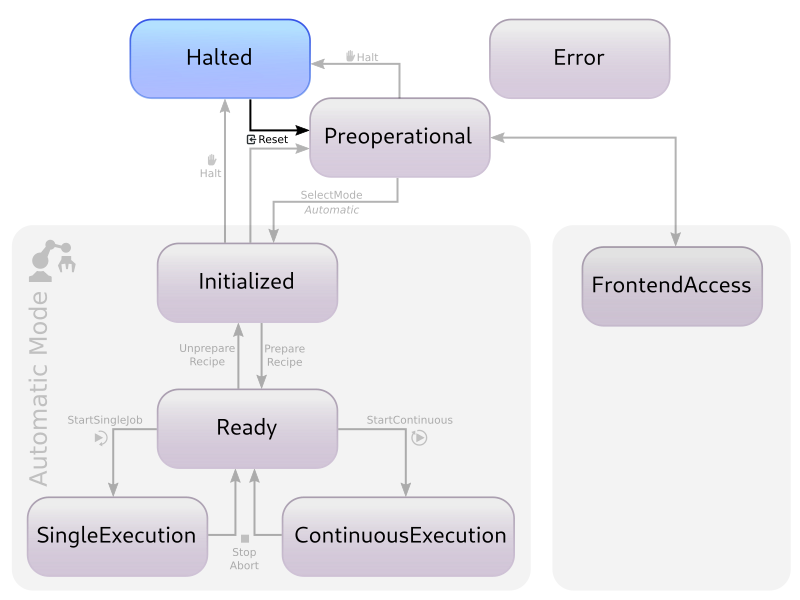 Halted
Error
Halt
Preoperational
Reset
Halt
SelectMode
Automatic
Automatic Mode
Initialized
FrontendAccess
Unprepare
Recipe
Prepare
Recipe
StartSingleJob
Ready
StartContinuous
SingleExecution
ContinuousExecution
Stop
Abort